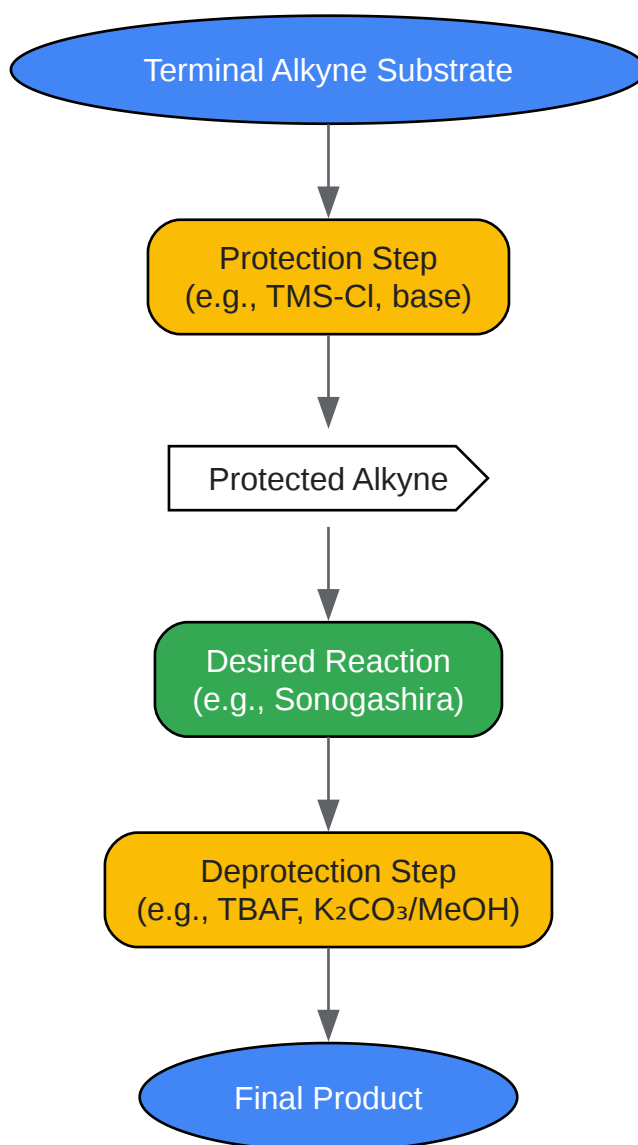 Terminal Alkyne Substrate
Protection Step
(e.g., TMS-Cl, base)
Protected Alkyne
Desired Reaction
(e.g., Sonogashira)
Deprotection Step
(e.g., TBAF, K₂CO₃/MeOH)
Final Product